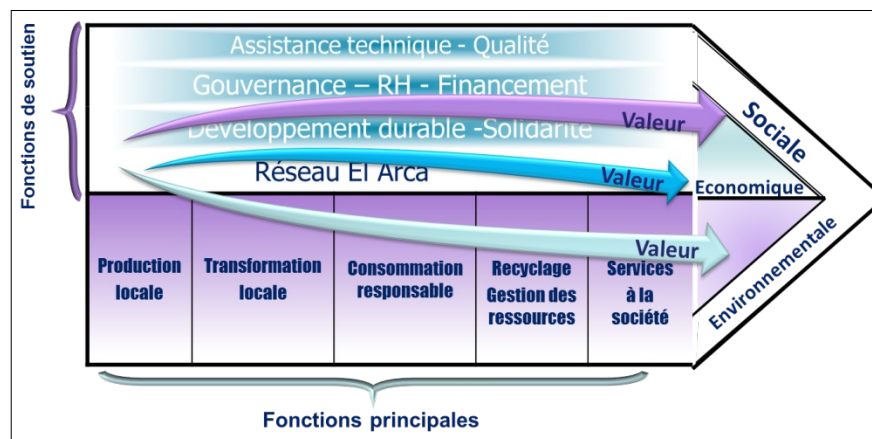 Fonctions de soutien
Assistance technique - Qualité
Gouvernance – RH - Financement
Développement durable -Solidarité
Réseau El Arca
Valeur
Valeur
Valeur
Sociale
Economique
Environnementale
Production
locale
Transformation
locale
Consommation
responsable
Recyclage
Gestion des
ressources
Services
à la
société
Fonctions principales